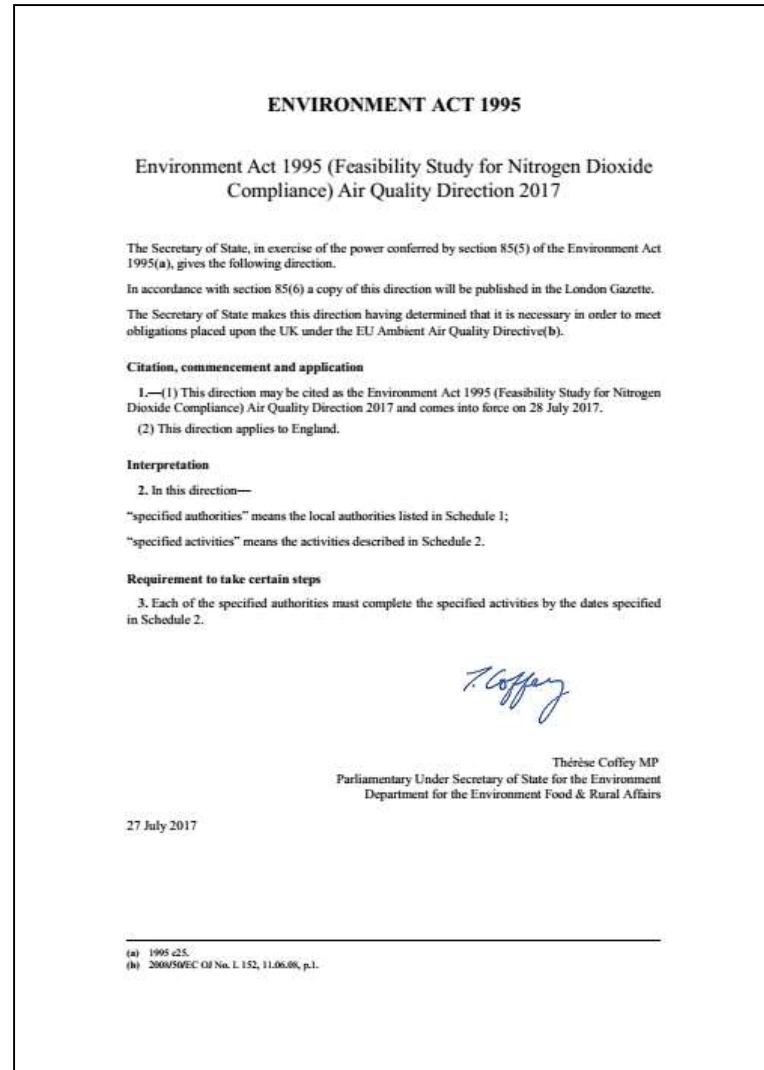 ENVIRONMENT ACT 1995
Environment Act 1995 (Feasibility Study for Nitrogen Dioxide
Compliance) Air Quality Direction 2017
The Secretary of State, in exercise of the power conferred by section 85(5) of the Environment Act
1995(a), gives the following direction.
In accordance with section 85(6) a copy of this direction will be published in the London Gazette.
The Secretary of State makes this direction having determined that it is necessary in order to meet
obligations placed upon the UK under the EU Ambient Air Quality Directive(b).
Citation, commencement and application
1.—(1) This direction may be cited as the Environment Act 1995 (Feasibility Study for Nitrogen
Dioxide Compliance) Air Quality Direction 2017 and comes into force on 28 July 2017.
(2) This direction applies to England.
Interpretation
2. In this direction—
“specified authorities” means the local authorities listed in Schedule 1;
“specified activities” means the activities described in Schedule 2.
Requirement to take certain steps
3. Each of the specified authorities must complete the specified activities by the dates specified
in Schedule 2.
T. Coffey
Thérèse Coffey MP
Parliamentary Under Secretary of State for the Environment
Department for the Environment Food & Rural Affairs
27 July 2017
(a) 1995 c25.
(b) 2008/50/EC OJ No. L 152, 11.06.08, p.1.